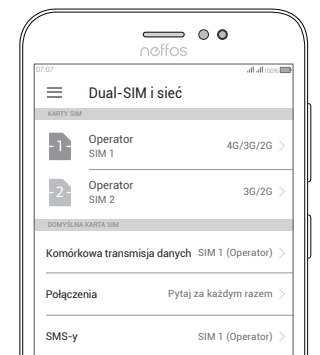 neffos
07:07 100%
Dual-SIM i sieć
KARTY SIM
-1- Operator 4G/3G/2G
SIM 1
-2- Operator 3G/2G
SIM 2
DOMYŚLNA KARTA SIM
Komórkowa transmisja danych SIM 1 (Operator)
Połączenia Pytaj za każdym razem
SMS-y SIM 1 (Operator)